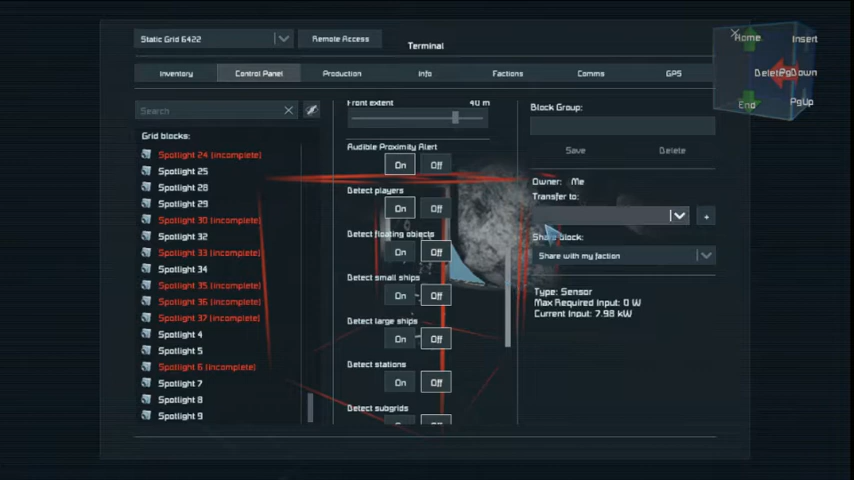 Static Grid 6422
Remote Access
Terminal
Home
Insert
Delete
PgDown
End
PgUp
Inventory
Control Panel
Production
Info
Factions
Comms
GPS
Search
Grid blocks:
Spotlight 24 (incomplete)
Spotlight 25
Spotlight 28
Spotlight 29
Spotlight 30 (incomplete)
Spotlight 32
Spotlight 33 (incomplete)
Spotlight 34
Spotlight 35 (incomplete)
Spotlight 36 (incomplete)
Spotlight 37 (incomplete)
Spotlight 4
Spotlight 5
Spotlight 6 (incomplete)
Spotlight 7
Spotlight 8
Spotlight 9
Front extent 40 m
Audible Proximity Alert
On Off
Detect players
On Off
Detect floating objects
On Off
Detect small ships
On Off
Detect large ships
On Off
Detect stations
On Off
Detect subgrids
On Off
Block Group:
Save Delete
Owner: Me
Transfer to:
+
Share block:
Share with my faction
Type: Sensor
Max Required Input: 0 W
Current Input: 7.98 kW